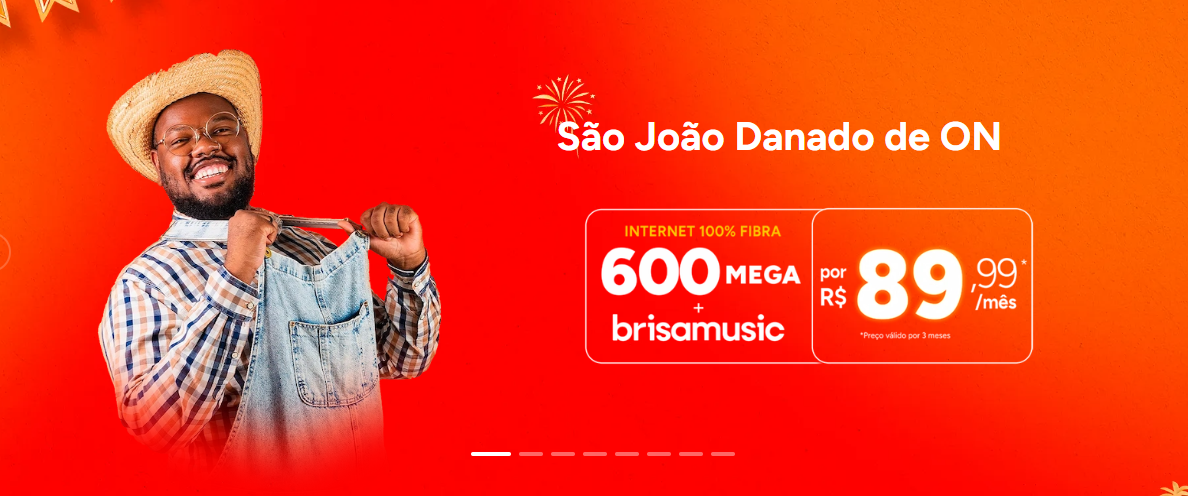 São João Danado de ON
INTERNET 100% FIBRA
600 MEGA
+
brisamusic
por
R$ 89,99*
/mês
*Preço válido por 3 meses